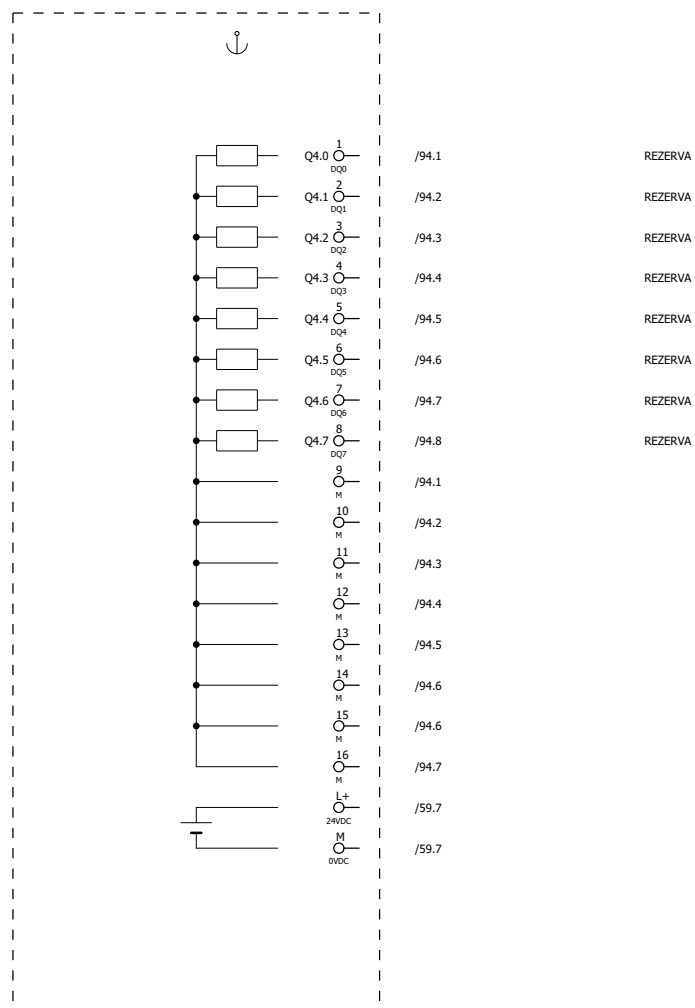 1
Q4.0 /94.1 REZERVA
DQ0
2
Q4.1 /94.2 REZERVA
DQ1
3
Q4.2 /94.3 REZERVA
DQ2
4
Q4.3 /94.4 REZERVA
DQ3
5
Q4.4 /94.5 REZERVA
DQ4
6
Q4.5 /94.6 REZERVA
DQ5
7
Q4.6 /94.7 REZERVA
DQ6
8
Q4.7 /94.8 REZERVA
DQ7
9
/94.1
M
10
/94.2
M
11
/94.3
M
12
/94.4
M
13
/94.5
M
14
/94.6
M
15
/94.6
M
16
/94.7
M
L+
/59.7
24VDC
M
/59.7
0VDC